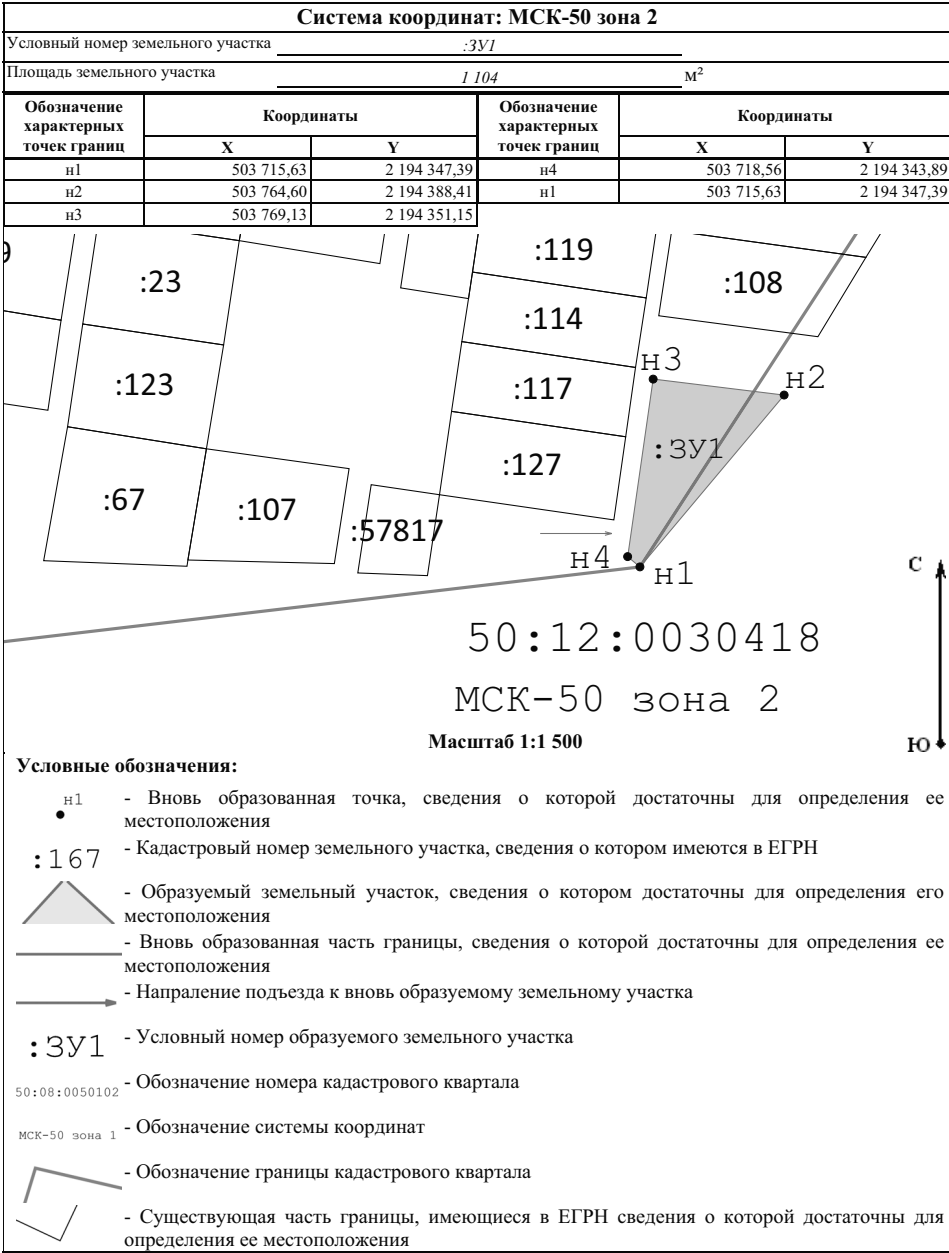 Система координат: МСК-50 зона 2
Условный номер земельного участка :ЗУ1
Площадь земельного участка 1 104 м²
Обозначение характерных точек границ Координаты Обозначение характерных точек границ Координаты
X Y X Y
н1 503 715,63 2 194 347,39 н4 503 718,56 2 194 343,89
н2 503 764,60 2 194 388,41 н1 503 715,63 2 194 347,39
н3 503 769,13 2 194 351,15
9
:119
:23
:108
:114
н3
н2
:123
:117
:ЗУ1
:127
:67
:107
:57817
н4
н1
С
50:12:0030418
МСК-50 зона 2
Масштаб 1:1 500
Ю
Условные обозначения:
н1 - Вновь образованная точка, сведения о которой достаточны для определения ее
местоположения
:167 - Кадастровый номер земельного участка, сведения о котором имеются в ЕГРН
- Образуемый земельный участок, сведения о котором достаточны для определения его
местоположения
- Вновь образованная часть границы, сведения о которой достаточны для определения ее
местоположения
- Напраление подъезда к вновь образуемому земельному участка
:ЗУ1 - Условный номер образуемого земельного участка
50:08:0050102 - Обозначение номера кадастрового квартала
МСК-50 зона 1 - Обозначение системы координат
- Обозначение границы кадастрового квартала
- Существующая часть границы, имеющиеся в ЕГРН сведения о которой достаточны для
определения ее местоположения